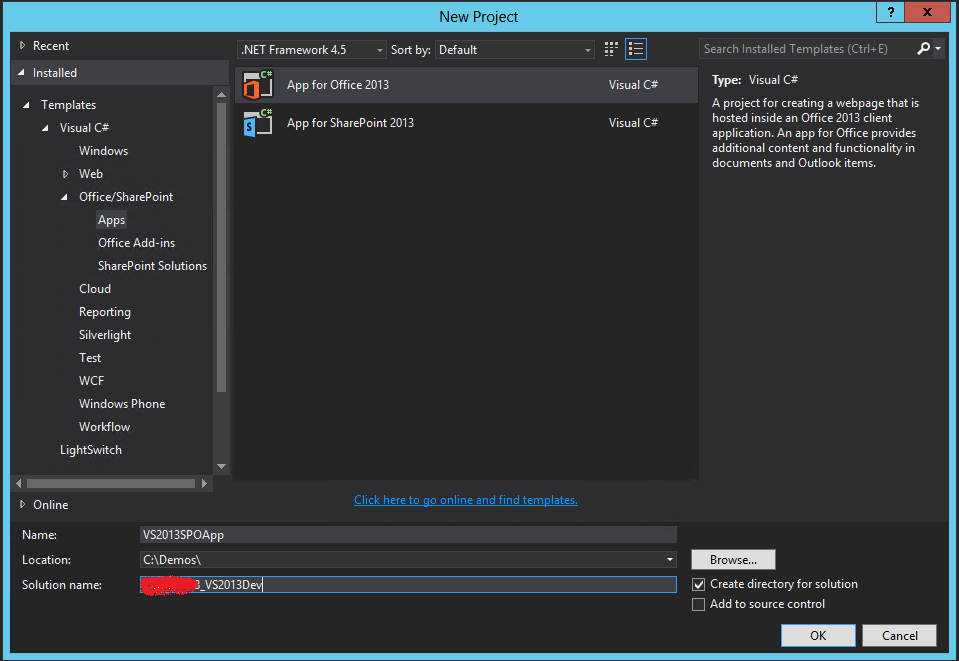 New Project
? x
Recent
Installed
Templates
Visual C#
Windows
Web
Office/SharePoint
Apps
Office Add-ins
SharePoint Solutions
Cloud
Reporting
Silverlight
Test
WCF
Windows Phone
Workflow
LightSwitch
Online
.NET Framework 4.5 Sort by: Default
Search Installed Templates (Ctrl+E)
C# App for Office 2013 Visual C#
C# App for SharePoint 2013 Visual C#
Click here to go online and find templates.
Type: Visual C#
A project for creating a webpage that is
hosted inside an Office 2013 client
application. An app for Office provides
additional content and functionality in
documents and Outlook items.
Name: VS2013SPOApp
Location: C:\Demos\
Browse...
Solution name: _VS2013Dev
Create directory for solution
Add to source control
OK Cancel